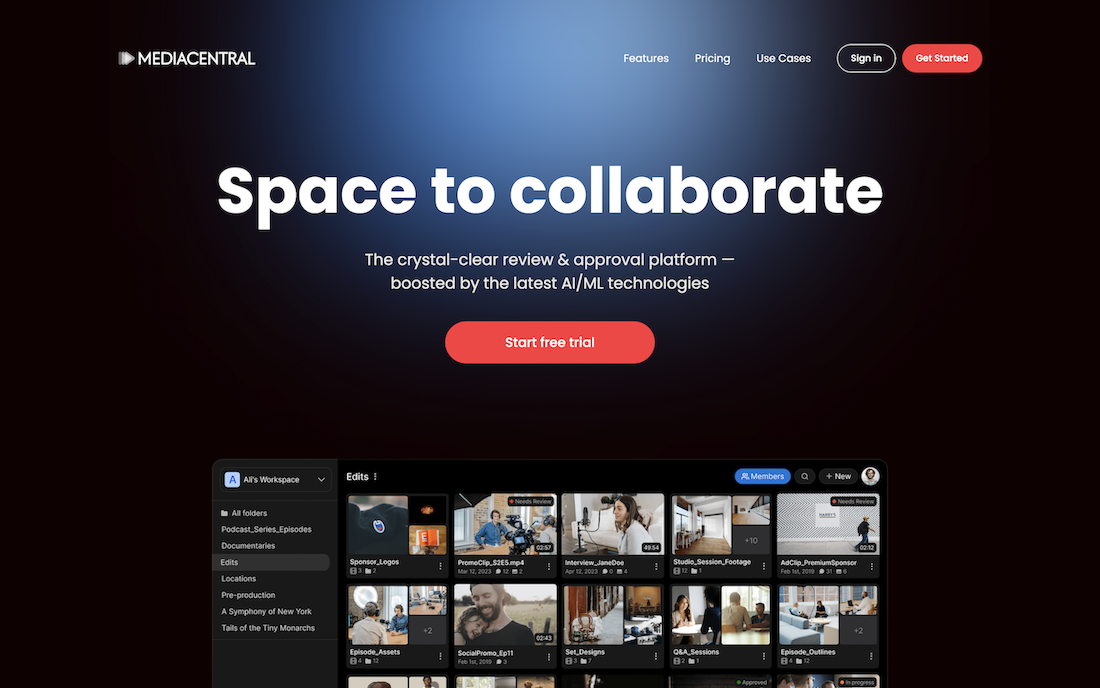 MEDIACENTRAL
Features
Pricing
Use Cases
Sign in
Get Started
Space to collaborate
The crystal-clear review & approval platform —
boosted by the latest AI/ML technologies
Start free trial
A Ali's Workspace
All folders
Podcast_Series_Episodes
Documentaries
Edits
Locations
Pre-production
A Symphony of New York
Tails of the Tiny Monarchs
Edits
Members
+ New
Sponsor_Logos
3 2
Needs Review
02:57
PromoClip_S2E5.mp4
Mar 12, 2023 12 2
49:54
Interview_JaneDoe
Apr 12, 2023 0 4
+10
Studio_Session_Footage
12 1
Needs Review
HARRY'S
02:12
AdClip_PremiumSponsor
Feb 1st, 2019 31 6
+2
Episode_Assets
4 12
02:43
SocialPromo_Ep11
Feb 1st, 2019 3
Set_Designs
3 7
Q&A_Sessions
2 1
+2
Episode_Outlines
4 12
Approved
In progress